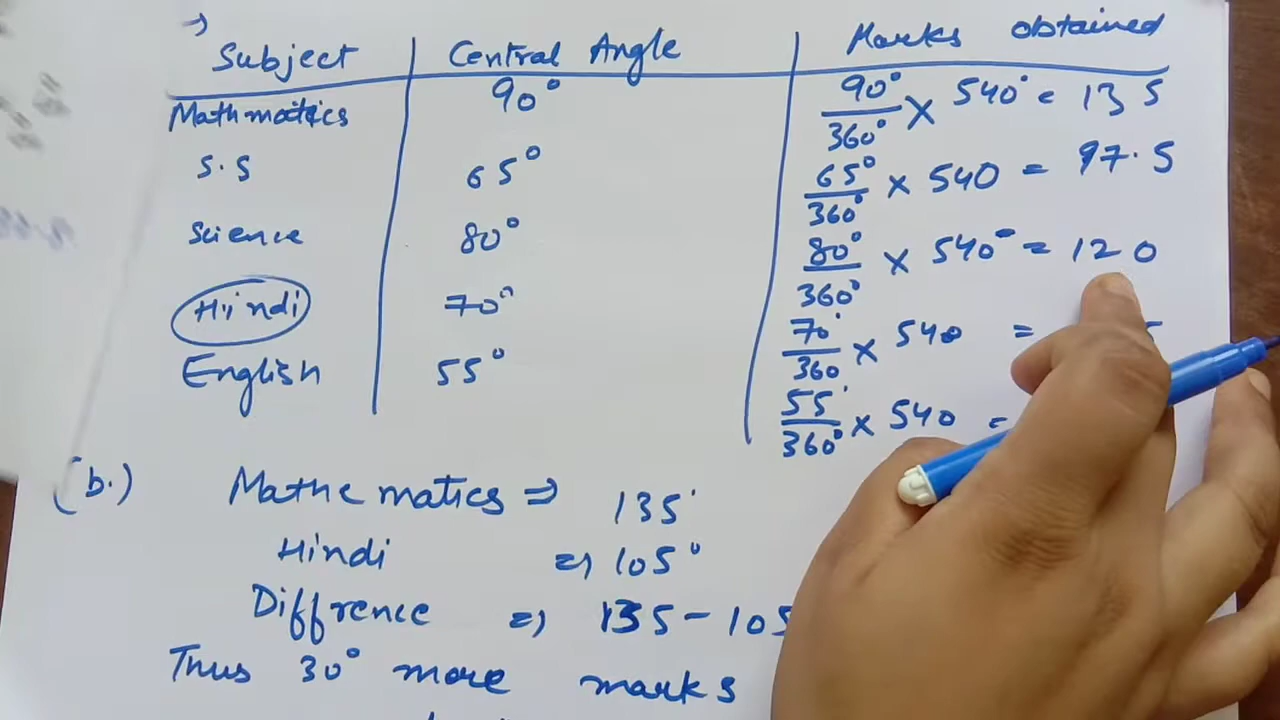 Subject Central Angle Marks obtained
Mathmatics 90° 90°/360° × 540° = 135
S.S 65° 65°/360° × 540 = 97.5
Science 80° 80°/360° × 540° = 120
Hindi 70° 70°/360 × 540 =
English 55° 55°/360° × 540 =
(b.) Mathematics ⇒ 135°
Hindi ⇒ 105°
Diffrence ⇒ 135 - 105
Thus 30° more marks